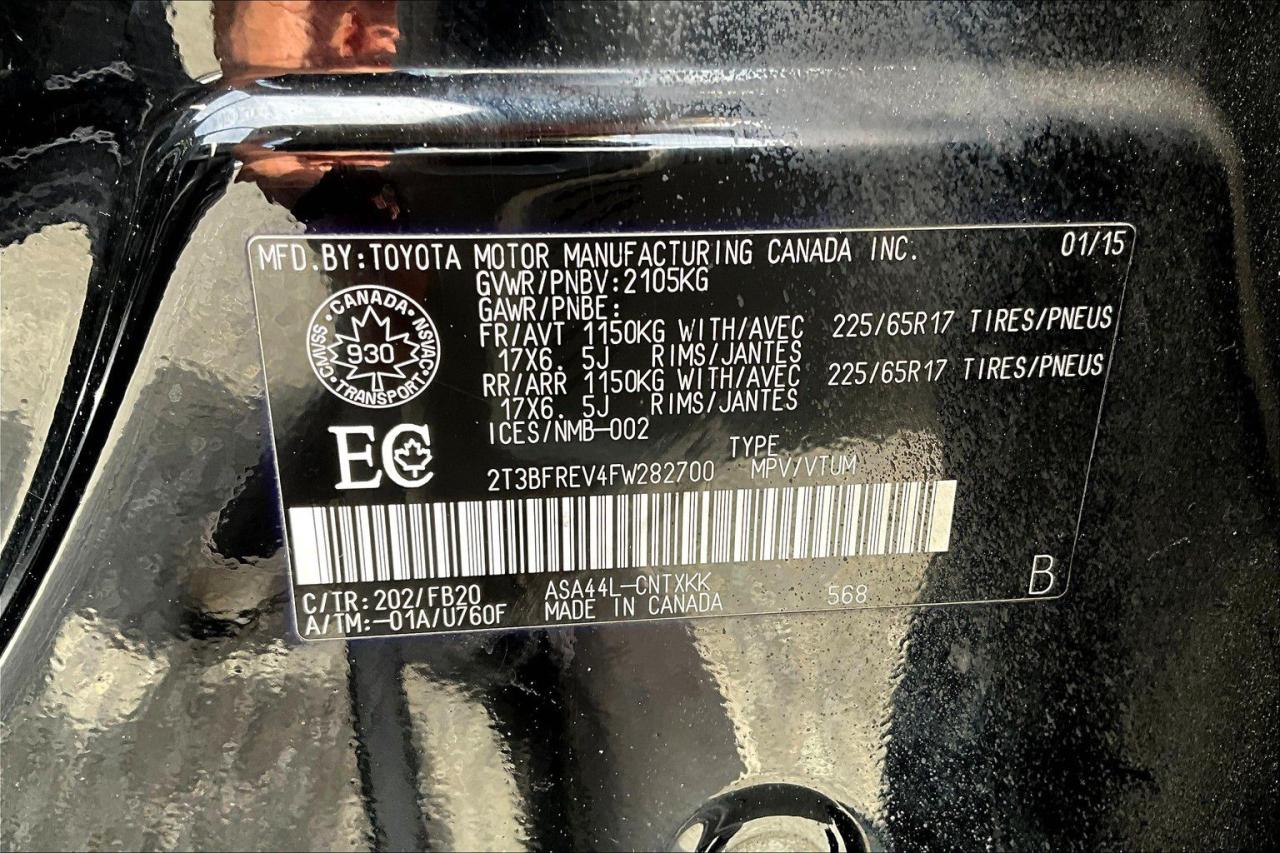 MFD.BY:TOYOTA MOTOR MANUFACTURING CANADA INC. 01/15
GVWR/PNBV:2105KG
GAWR/PNBE:
FR/AVT 1150KG WITH/AVEC 225/65R17 TIRES/PNEUS
17X6. 5J RIMS/JANTES
RR/ARR 1150KG WITH/AVEC 225/65R17 TIRES/PNEUS
17X6. 5J RIMS/JANTES
ICES/NMB-002
CANADA
CMVSS 930 NSVAC
TRANSPORT
EC
TYPE
2T3BFREV4FW282700 MPV/VTUM
C/TR:202/FB20 ASA44L-CNTXKK 568 B
A/TM:-01A/U760F MADE IN CANADA